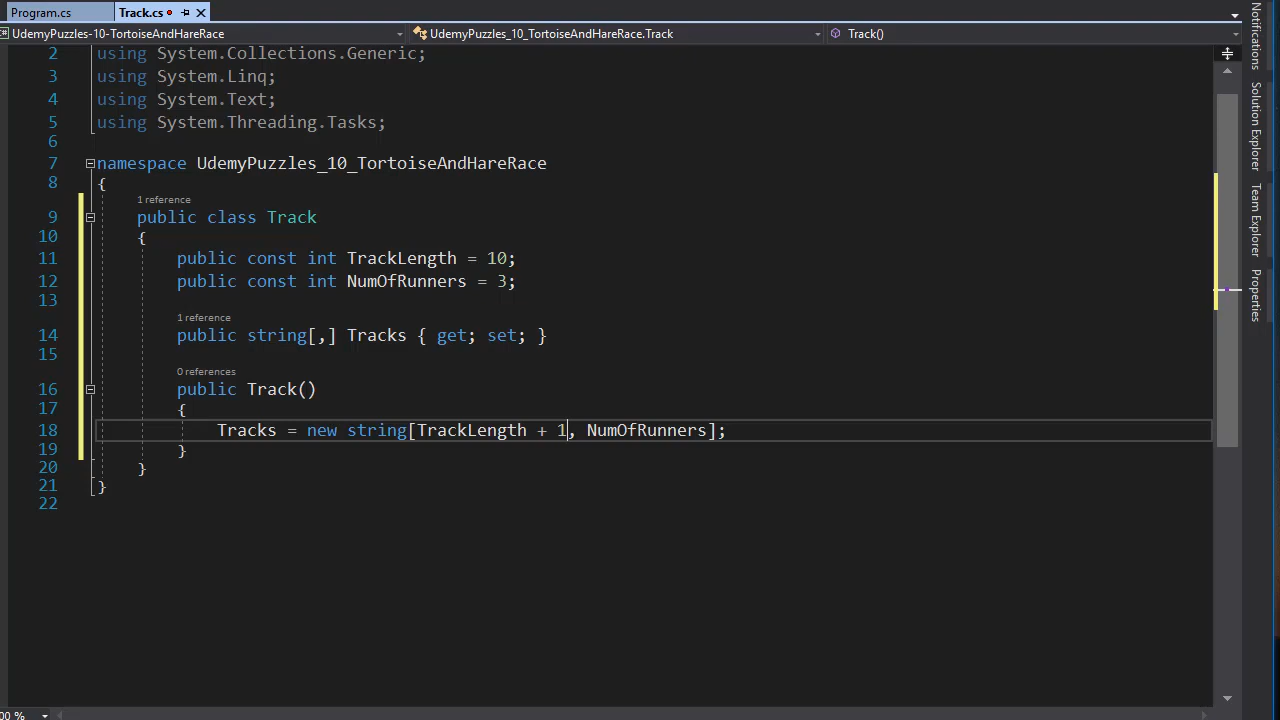 Program.cs Track.cs
UdemyPuzzles-10-TortoiseAndHareRace UdemyPuzzles_10_TortoiseAndHareRace.Track Track()
2 using System.Collections.Generic;
3 using System.Linq;
4 using System.Text;
5 using System.Threading.Tasks;
6
7 namespace UdemyPuzzles_10_TortoiseAndHareRace
8 {
1 reference
9 public class Track
10 {
11 public const int TrackLength = 10;
12 public const int NumOfRunners = 3;
13
1 reference
14 public string[,] Tracks { get; set; }
15
0 references
16 public Track()
17 {
18 Tracks = new string[TrackLength + 1, NumOfRunners];
19 }
20 }
21 }
22
00 %
Notifications
Solution Explorer
Team Explorer
Properties